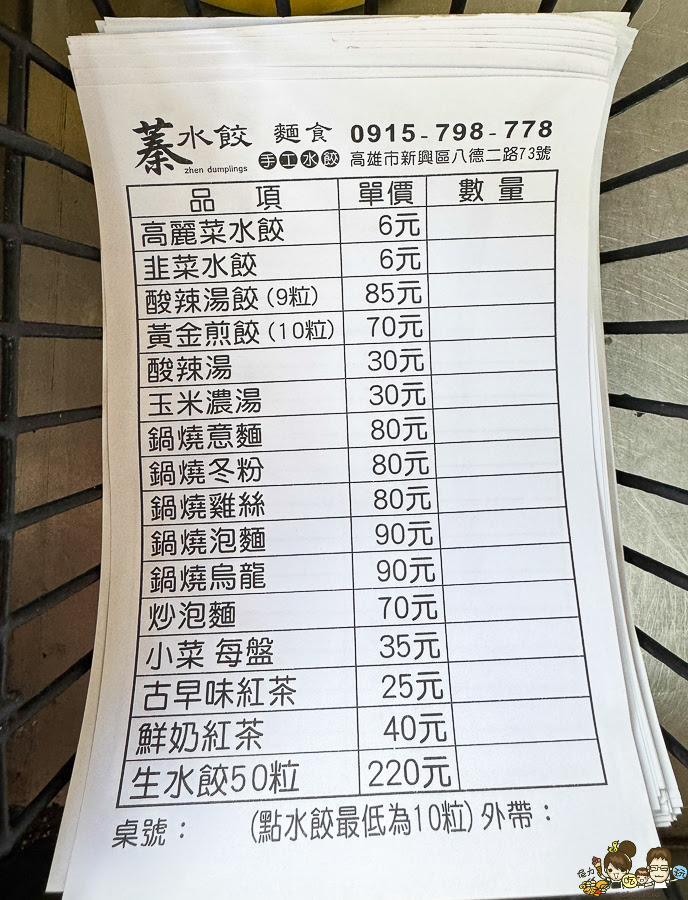 蓁水餃 麵食 0915-798-778
zhen dumplings 手工水餃 高雄市新興區八德二路73號
品項 單價 數量
高麗菜水餃 6元
韭菜水餃 6元
酸辣湯餃(9粒) 85元
黃金煎餃(10粒) 70元
酸辣湯 30元
玉米濃湯 30元
鍋燒意麵 80元
鍋燒冬粉 80元
鍋燒雞絲 80元
鍋燒泡麵 90元
鍋燒烏龍 90元
炒泡麵 70元
小菜 每盤 35元
古早味紅茶 25元
鮮奶紅茶 40元
生水餃50粒 220元
桌號： (點水餃最低為10粒)外帶：